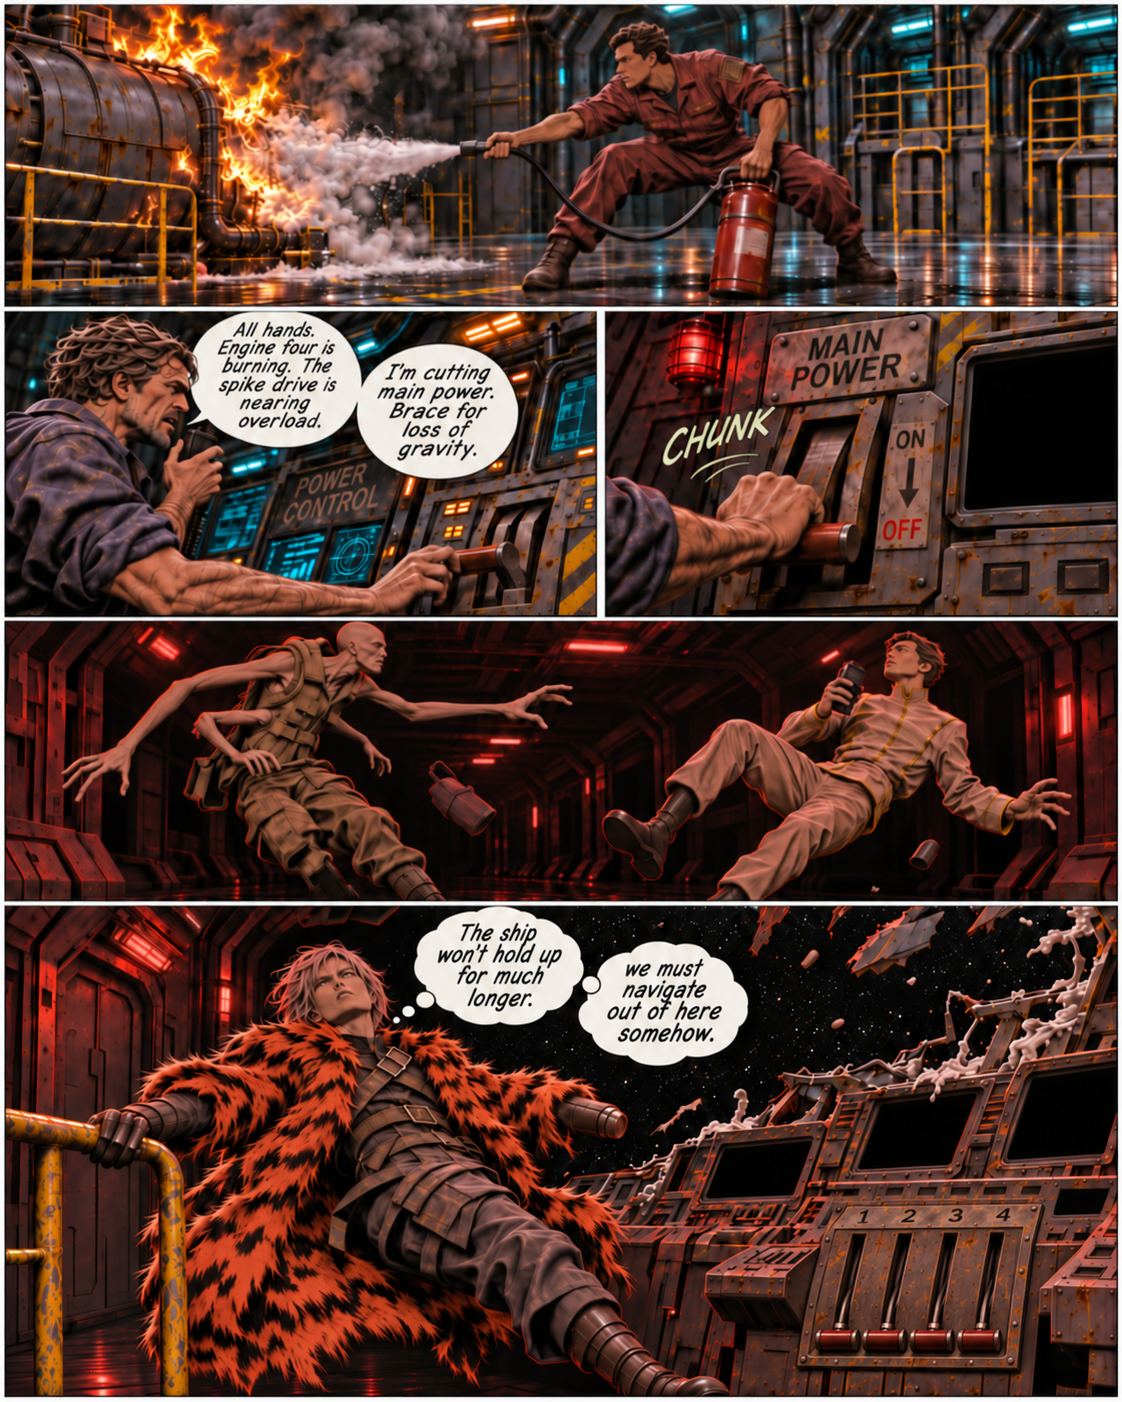 All hands.
Engine four is
burning. The
spike drive is
nearing
overload.
I'm cutting
main power.
Brace for
loss of
gravity.
POWER
CONTROL
MAIN
POWER
CHUNK
ON
OFF
The ship
won't hold up
for much
longer.
we must
navigate
out of here
somehow.
1 2 3 4